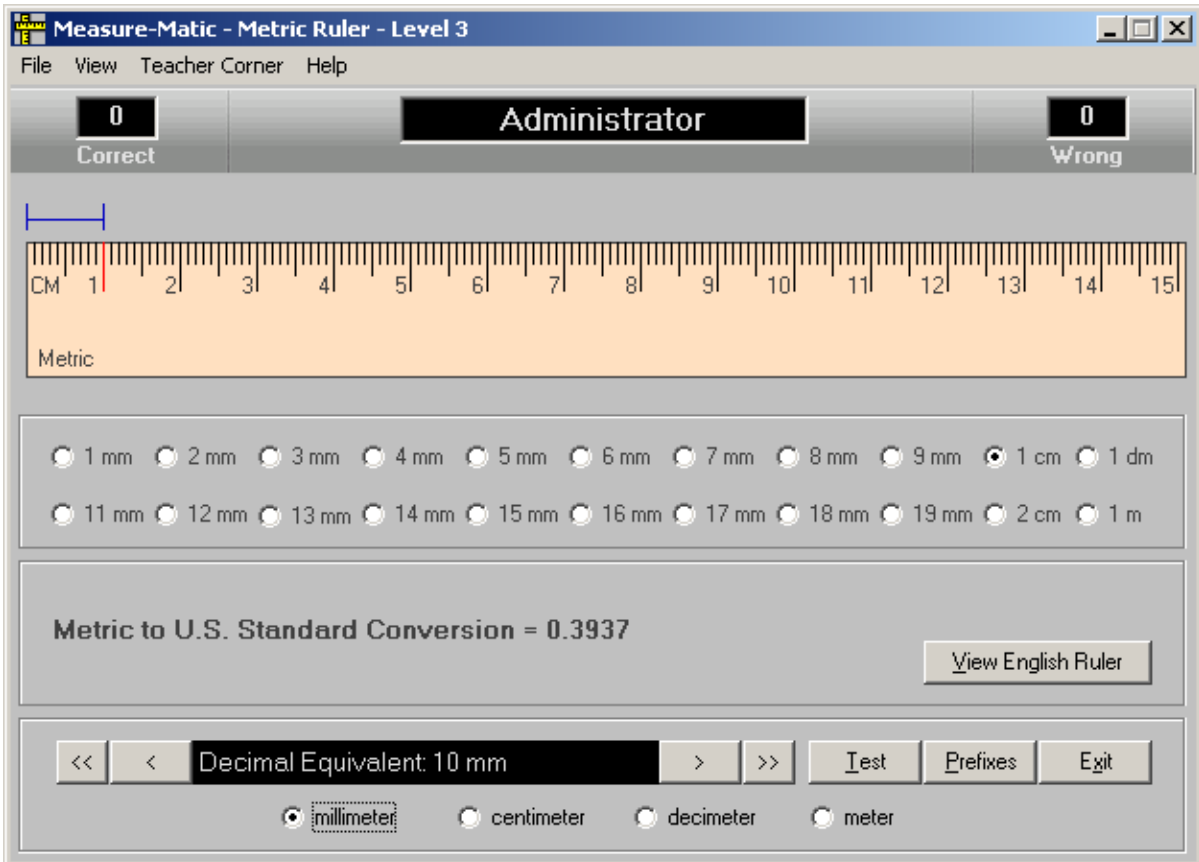 Measure-Matic - Metric Ruler - Level 3
File View Teacher Corner Help
0 Administrator 0
Correct Wrong
CM 1 2 3 4 5 6 7 8 9 10 11 12 13 14 15
Metric
1 mm 2 mm 3 mm 4 mm 5 mm 6 mm 7 mm 8 mm 9 mm 1 cm 1 dm
11 mm 12 mm 13 mm 14 mm 15 mm 16 mm 17 mm 18 mm 19 mm 2 cm 1 m
Metric to U.S. Standard Conversion = 0.3937
View English Ruler
<< < Decimal Equivalent: 10 mm > >> Test Prefixes Exit
millimeter centimeter decimeter meter